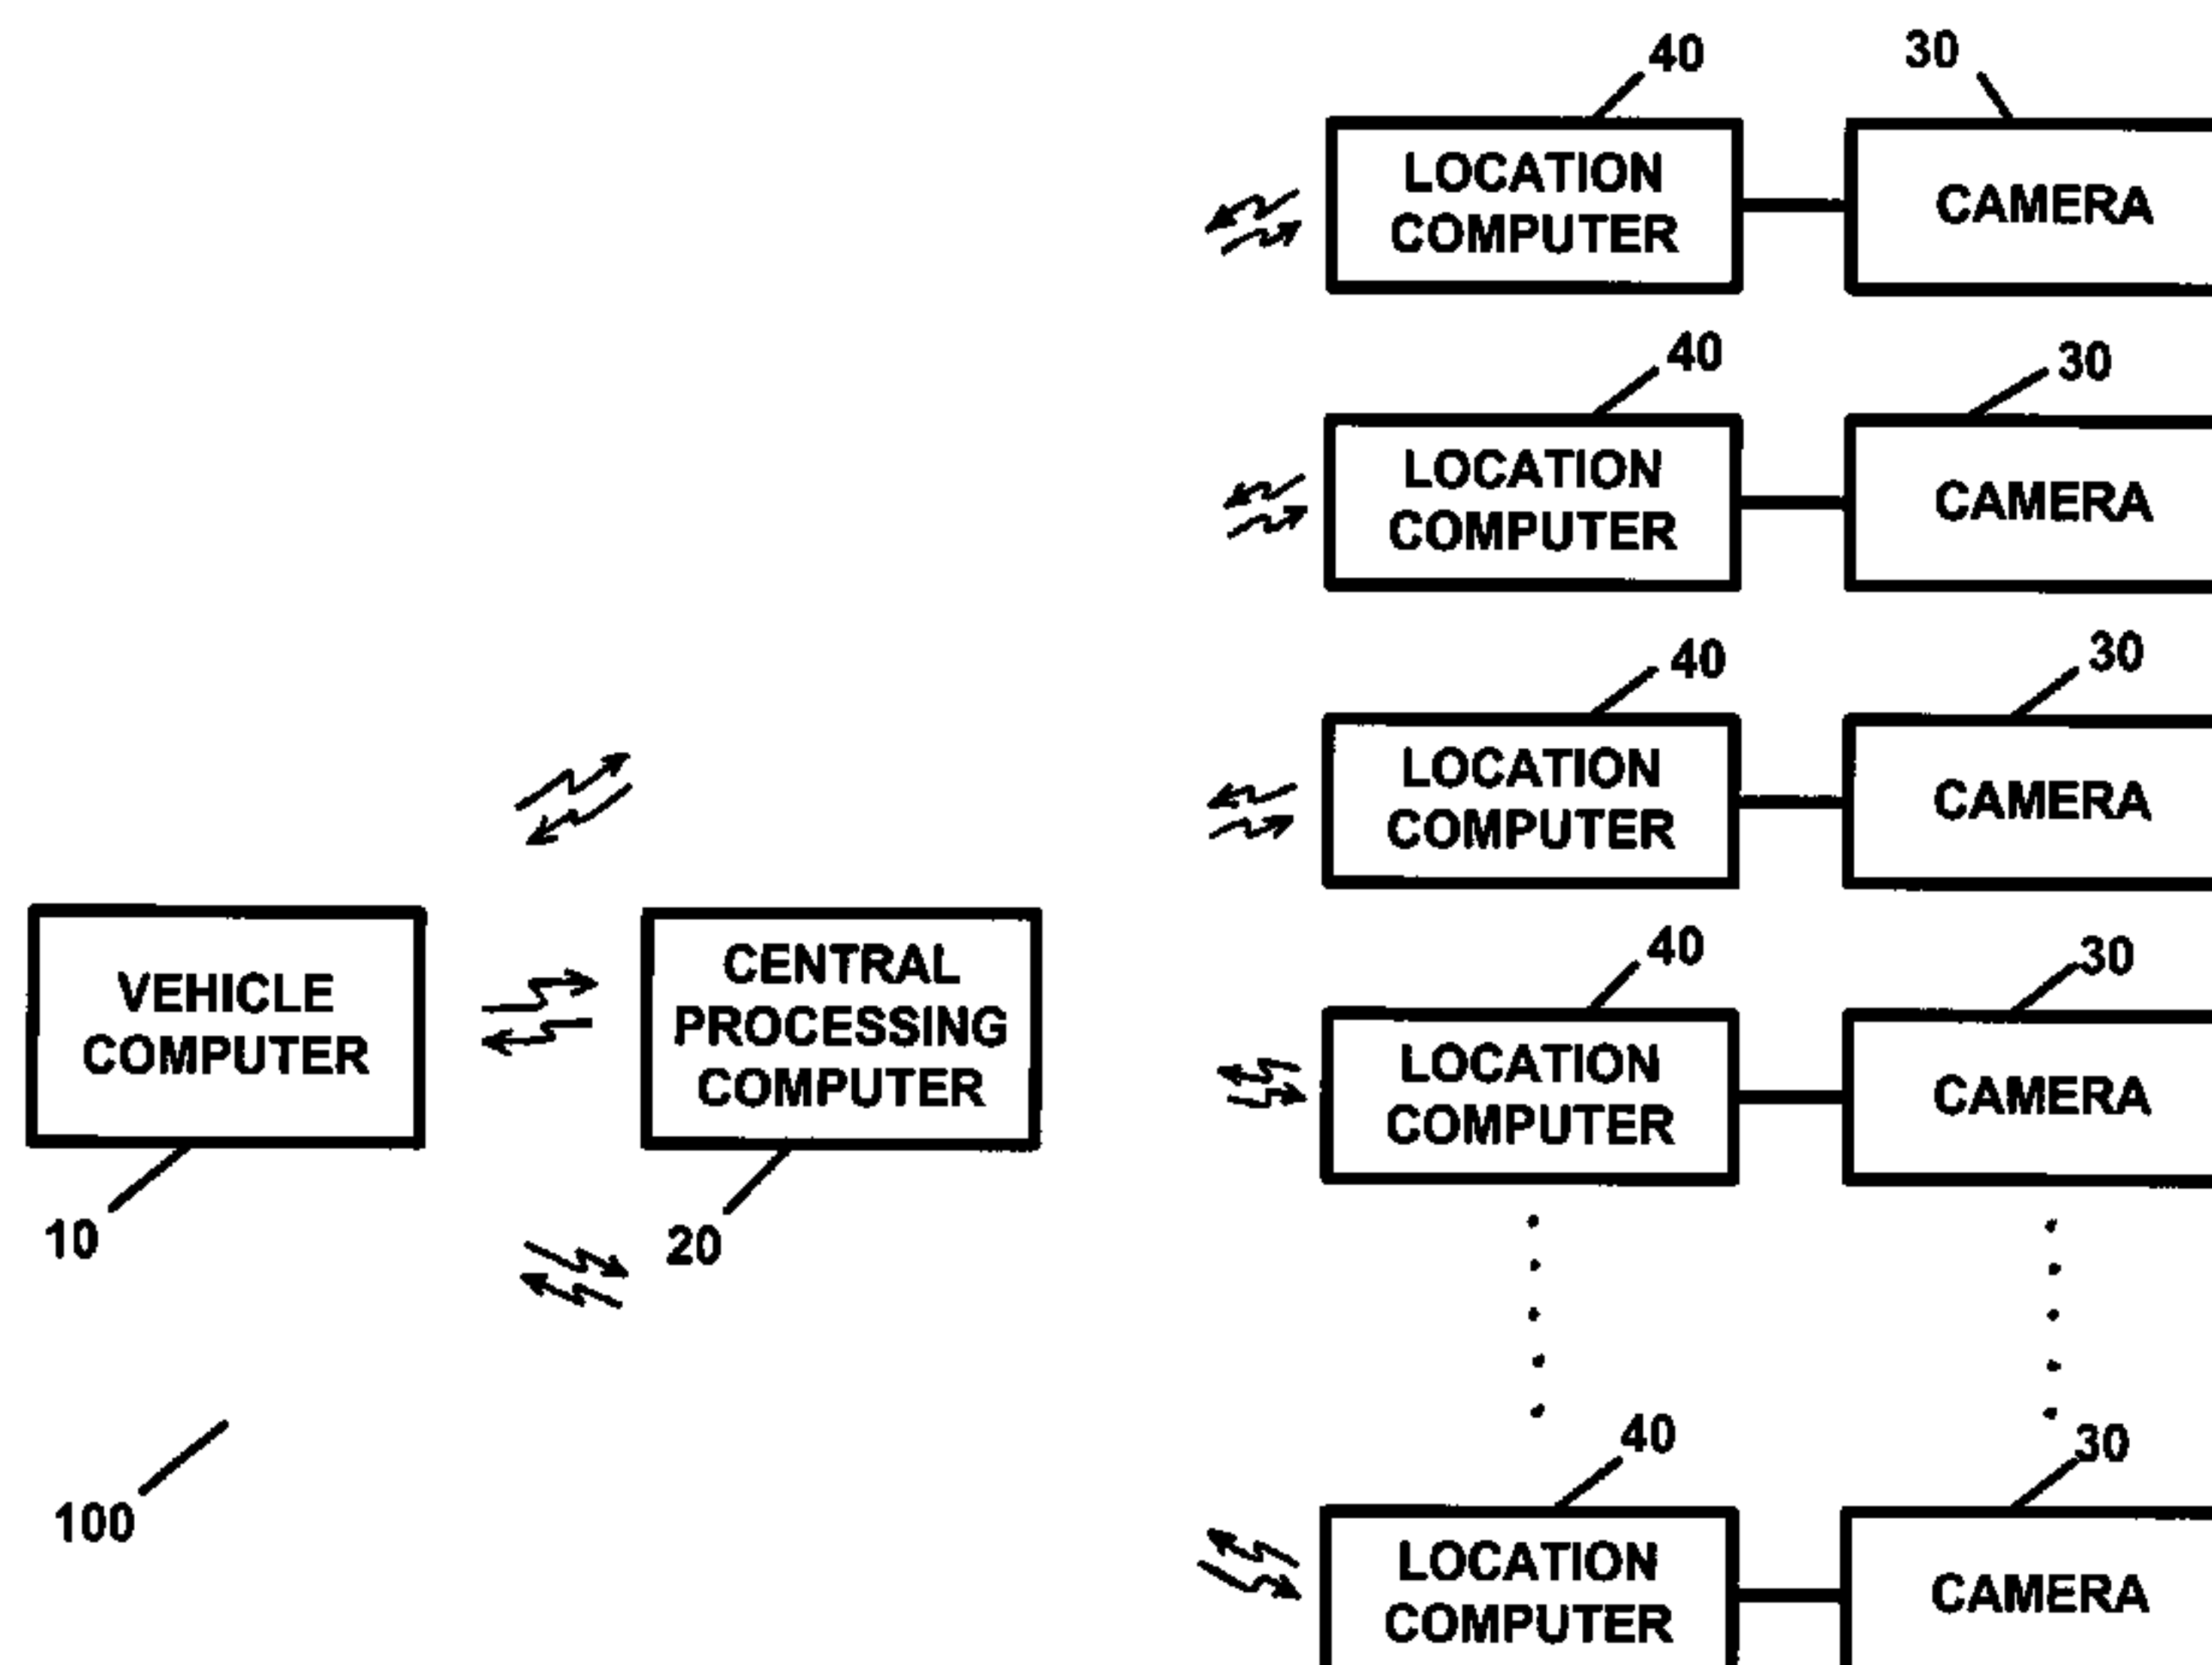 40
30
LOCATION
COMPUTER
CAMERA
40
30
LOCATION
COMPUTER
CAMERA
40
30
LOCATION
COMPUTER
CAMERA
VEHICLE
COMPUTER
10
CENTRAL
PROCESSING
COMPUTER
20
40
30
LOCATION
COMPUTER
CAMERA
100
40
30
LOCATION
COMPUTER
CAMERA